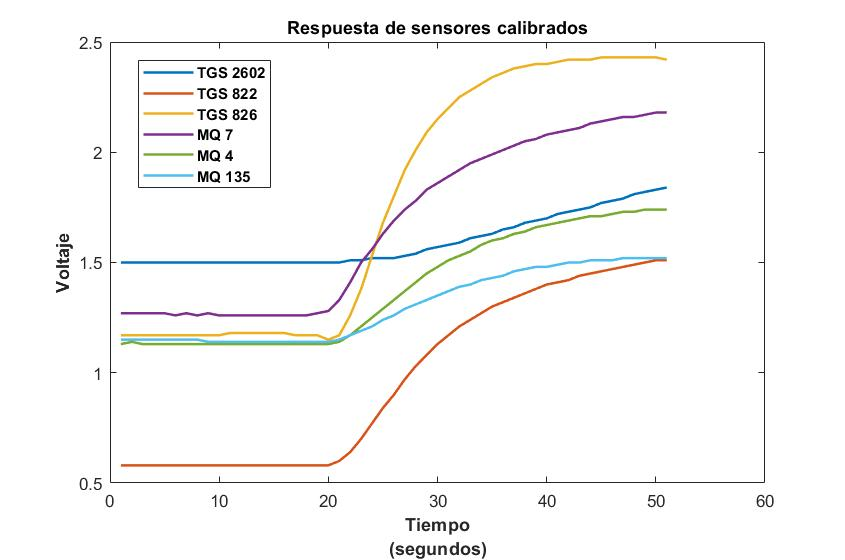 Respuesta de sensores calibrados
2.5
TGS 2602
TGS 822
TGS 826
MQ 7
MQ 4
MQ 135
2
Voltaje
1.5
1
0.5
0 10 20 30 40 50 60
Tiempo
(segundos)